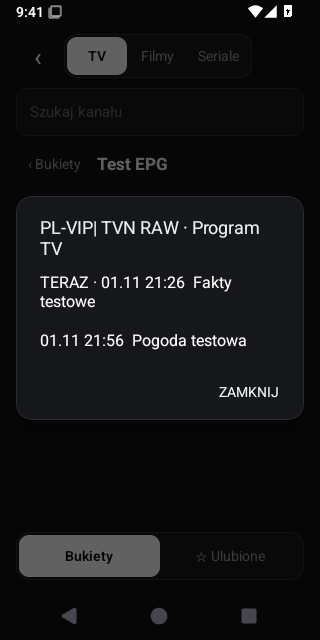 9:41
TV Filmy Seriale
Szukaj kanału
‹ Bukiety Test EPG
PL-VIP| TVN RAW · Program
TV
TERAZ · 01.11 21:26 Fakty
testowe
01.11 21:56 Pogoda testowa
ZAMKNIJ
Bukiety ☆ Ulubione